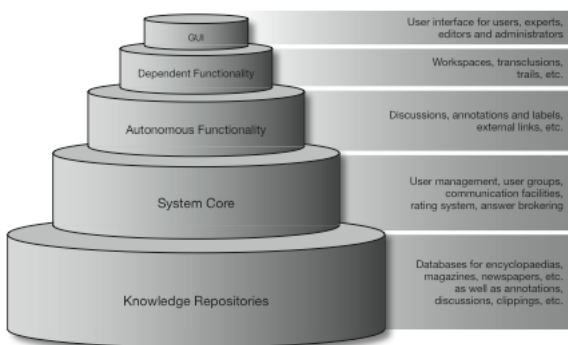 GUI
User interface for users, experts,
editors and administrators
Dependent Functionality
Workspaces, transclusions,
trails, etc.
Autonomous Functionality
Discussions, annotations and labels,
external links, etc.
System Core
User management, user groups,
communication facilities,
rating system, answer brokering
Knowledge Repositories
Databases for encyclopaedias,
magazines, newspapers, etc.
as well as annotations,
discussions, clippings, etc.